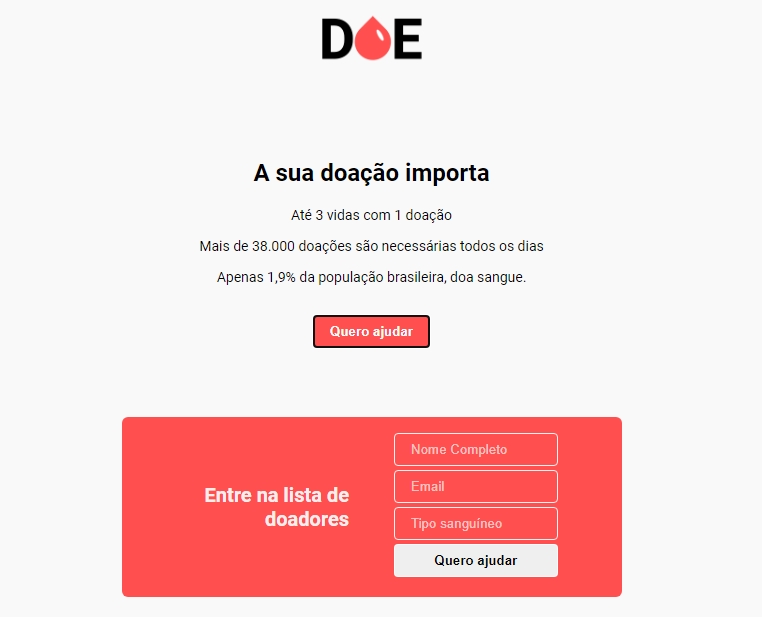 DOE
A sua doação importa
Até 3 vidas com 1 doação
Mais de 38.000 doações são necessárias todos os dias
Apenas 1,9% da população brasileira, doa sangue.
Quero ajudar
Entre na lista de
doadores
Nome Completo
Email
Tipo sanguíneo
Quero ajudar